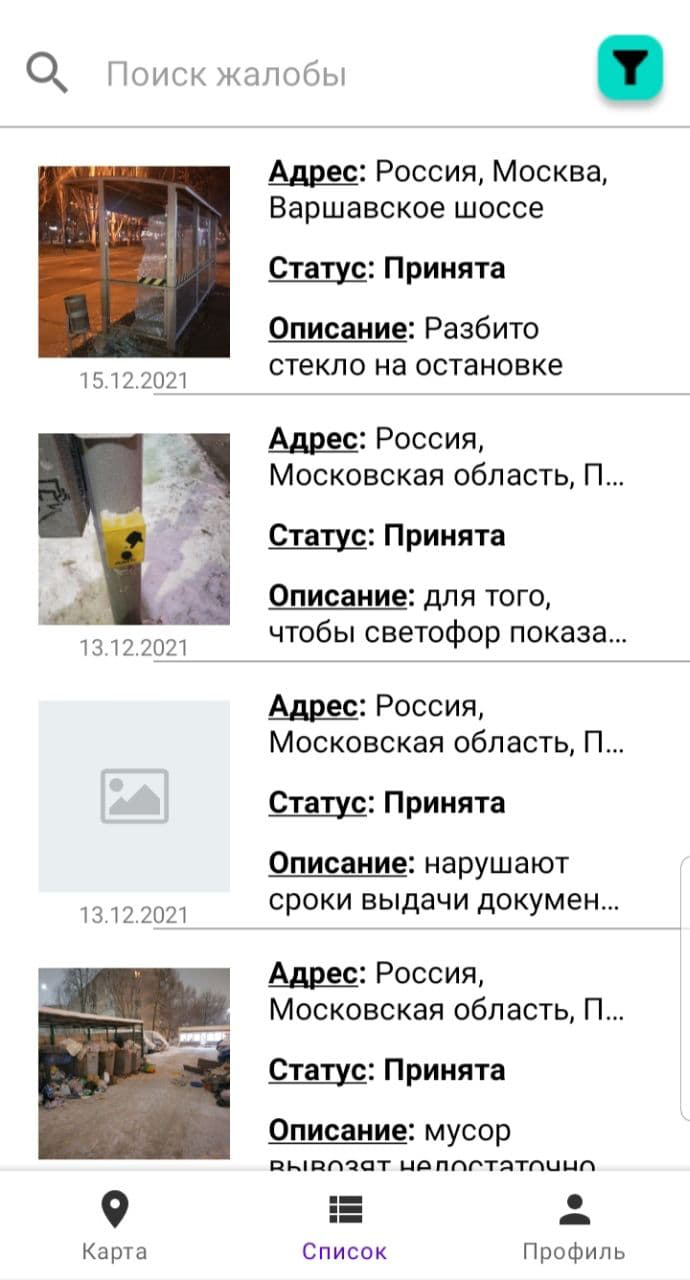 Поиск жалобы
Адрес: Россия, Москва,
Варшавское шоссе
Статус: Принята
Описание: Разбито
стекло на остановке
15.12.2021
Адрес: Россия,
Московская область, П...
Статус: Принята
Описание: для того,
чтобы светофор показа...
13.12.2021
Адрес: Россия,
Московская область, П...
Статус: Принята
Описание: нарушают
сроки выдачи докумен...
13.12.2021
Адрес: Россия,
Московская область, П...
Статус: Принята
Описание: мусор
вывозят недостаточно
Карта
Список
Профиль